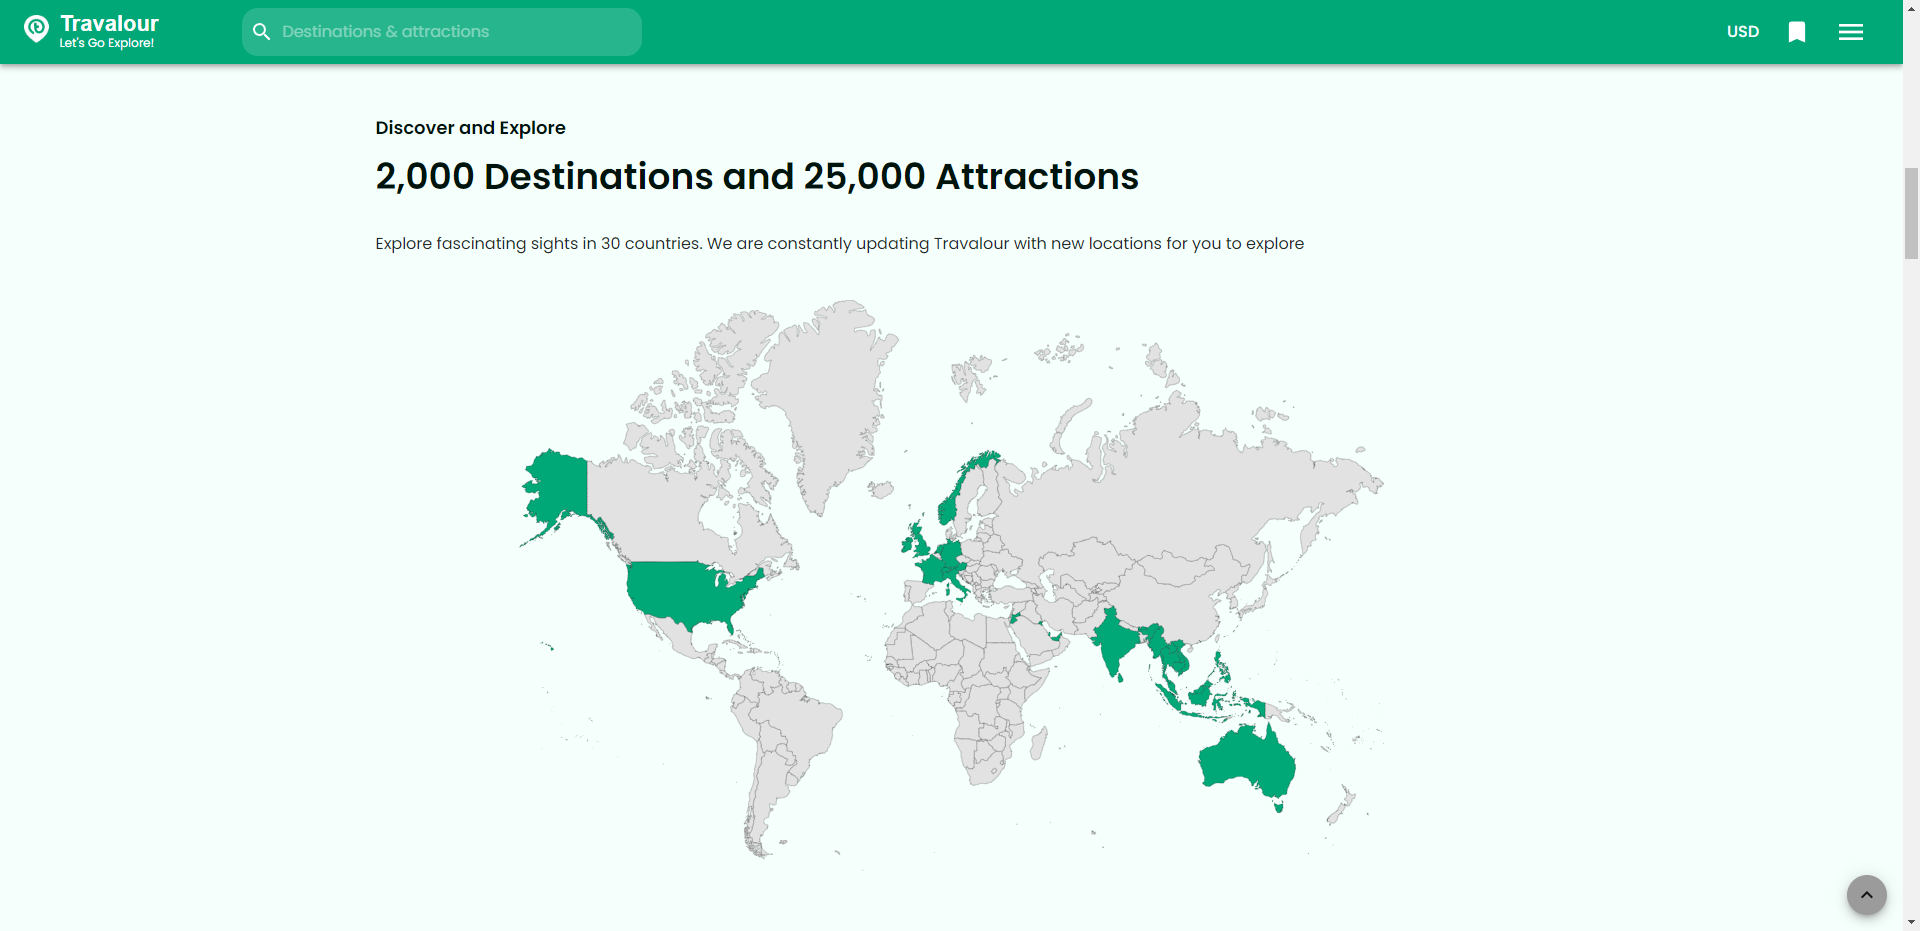 Travalour
Let's Go Explore!
Destinations & attractions
USD
Discover and Explore
2,000 Destinations and 25,000 Attractions
Explore fascinating sights in 30 countries. We are constantly updating Travalour with new locations for you to explore